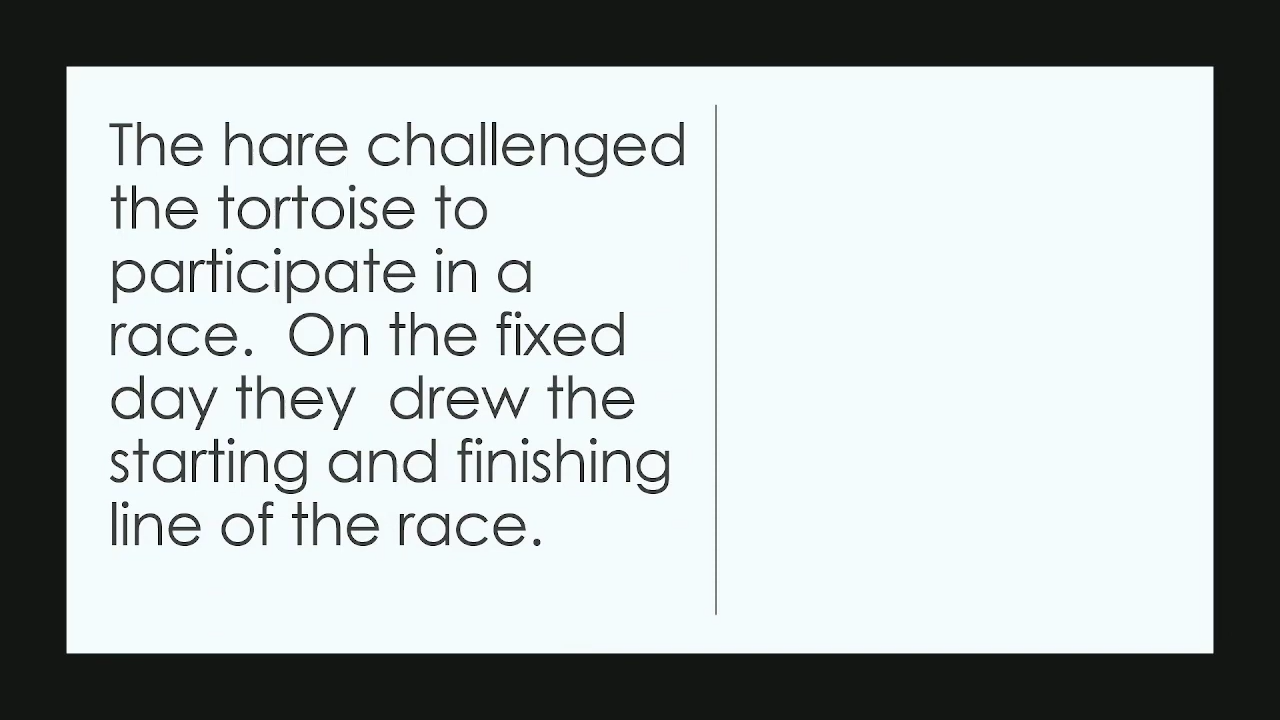 The hare challenged
the tortoise to
participate in a
race.  On the fixed
day they  drew the
starting and finishing
line of the race.